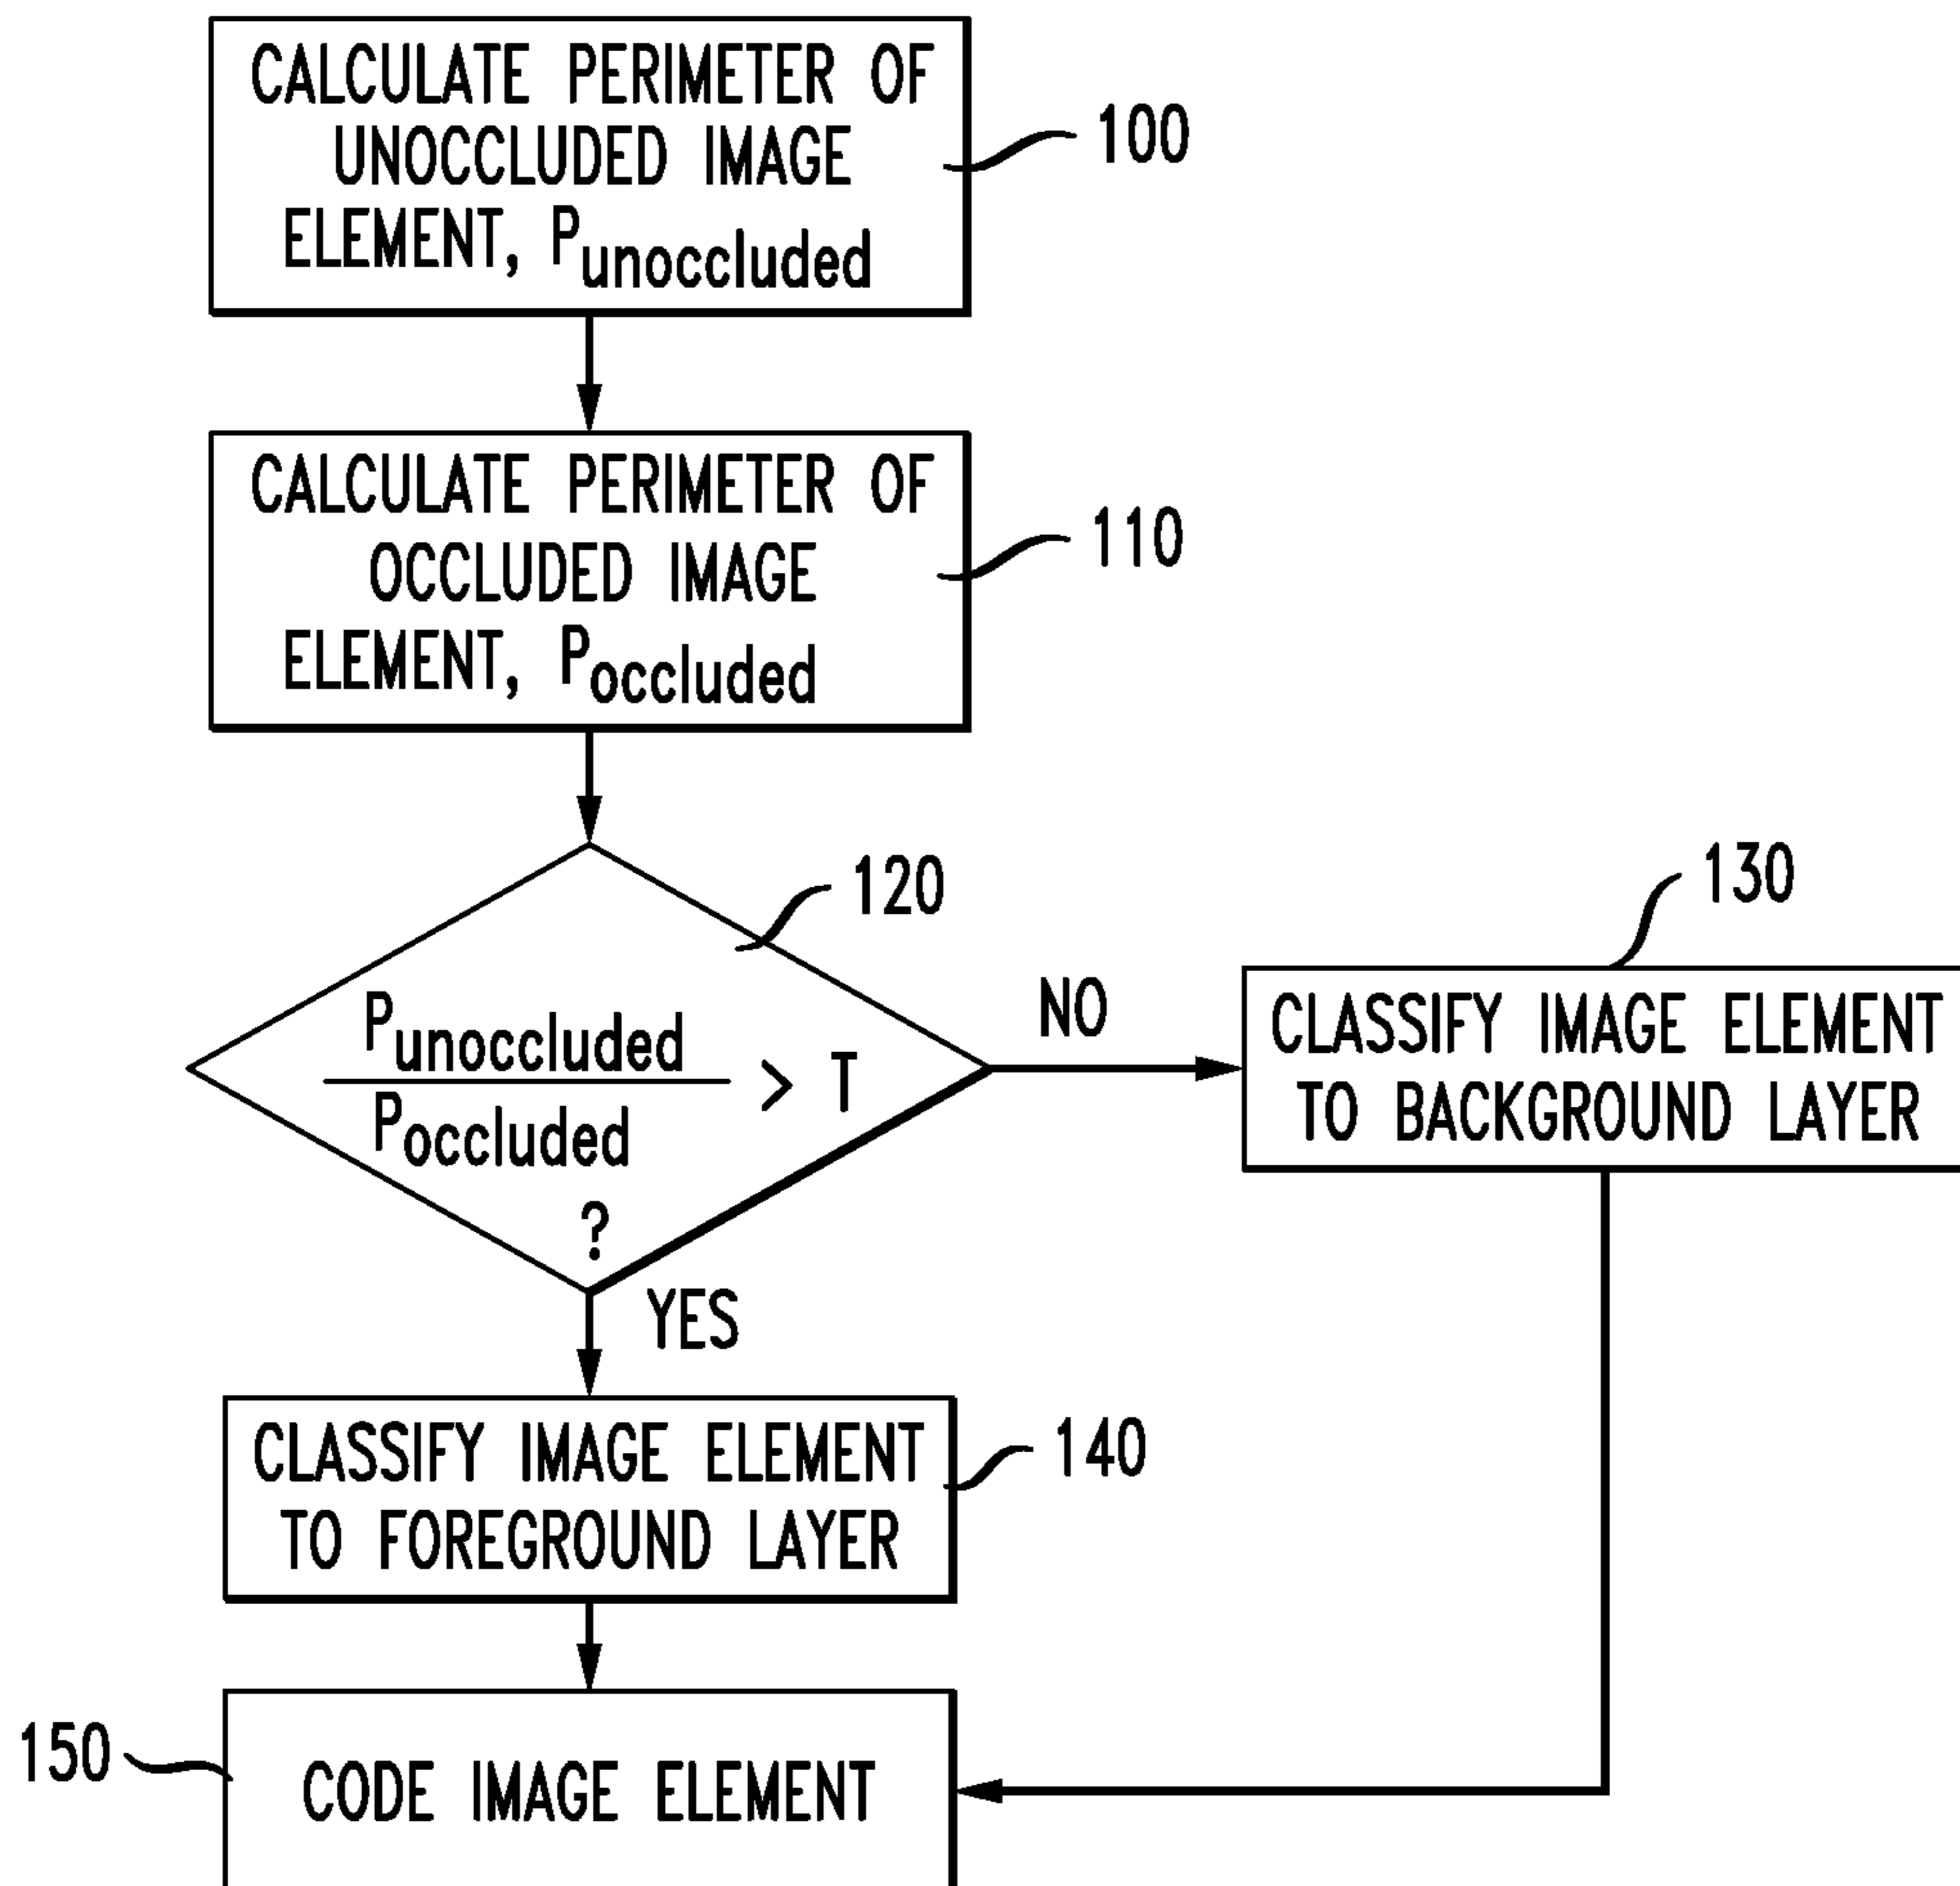 CALCULATE PERIMETER OF
UNOCCLUDED IMAGE
ELEMENT, Punoccluded
100
CALCULATE PERIMETER OF
OCCLUDED IMAGE
ELEMENT, Poccluded
110
120
Punoccluded
Poccluded
> T
?
NO
130
CLASSIFY IMAGE ELEMENT
TO BACKGROUND LAYER
YES
CLASSIFY IMAGE ELEMENT
TO FOREGROUND LAYER
140
150
CODE IMAGE ELEMENT